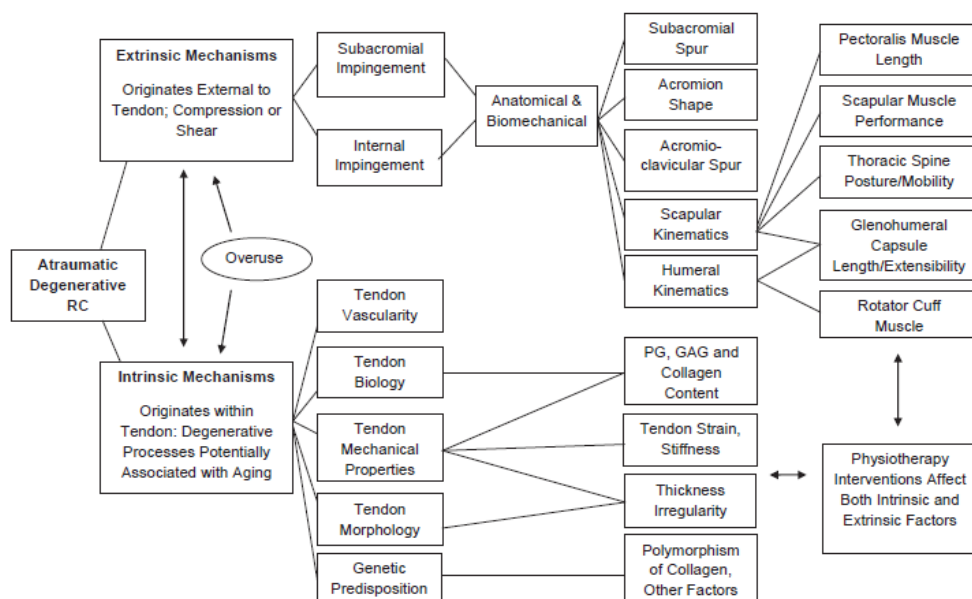 Extrinsic Mechanisms
Originates External to
Tendon; Compression or
Shear
Subacromial
Impingement
Internal
Impingement
Anatomical &
Biomechanical
Subacromial
Spur
Acromion
Shape
Acromio-
clavicular Spur
Scapular
Kinematics
Humeral
Kinematics
Pectoralis Muscle
Length
Scapular Muscle
Performance
Thoracic Spine
Posture/Mobility
Glenohumeral
Capsule
Length/Extensibility
Rotator Cuff
Muscle
Atraumatic
Degenerative
RC
Overuse
Intrinsic Mechanisms
Originates within
Tendon: Degenerative
Processes Potentially
Associated with Aging
Tendon
Vascularity
Tendon
Biology
Tendon
Mechanical
Properties
Tendon
Morphology
Genetic
Predisposition
PG, GAG and
Collagen
Content
Tendon Strain,
Stiffness
Thickness
Irregularity
Polymorphism
of Collagen,
Other Factors
Physiotherapy
Interventions Affect
Both Intrinsic and
Extrinsic Factors